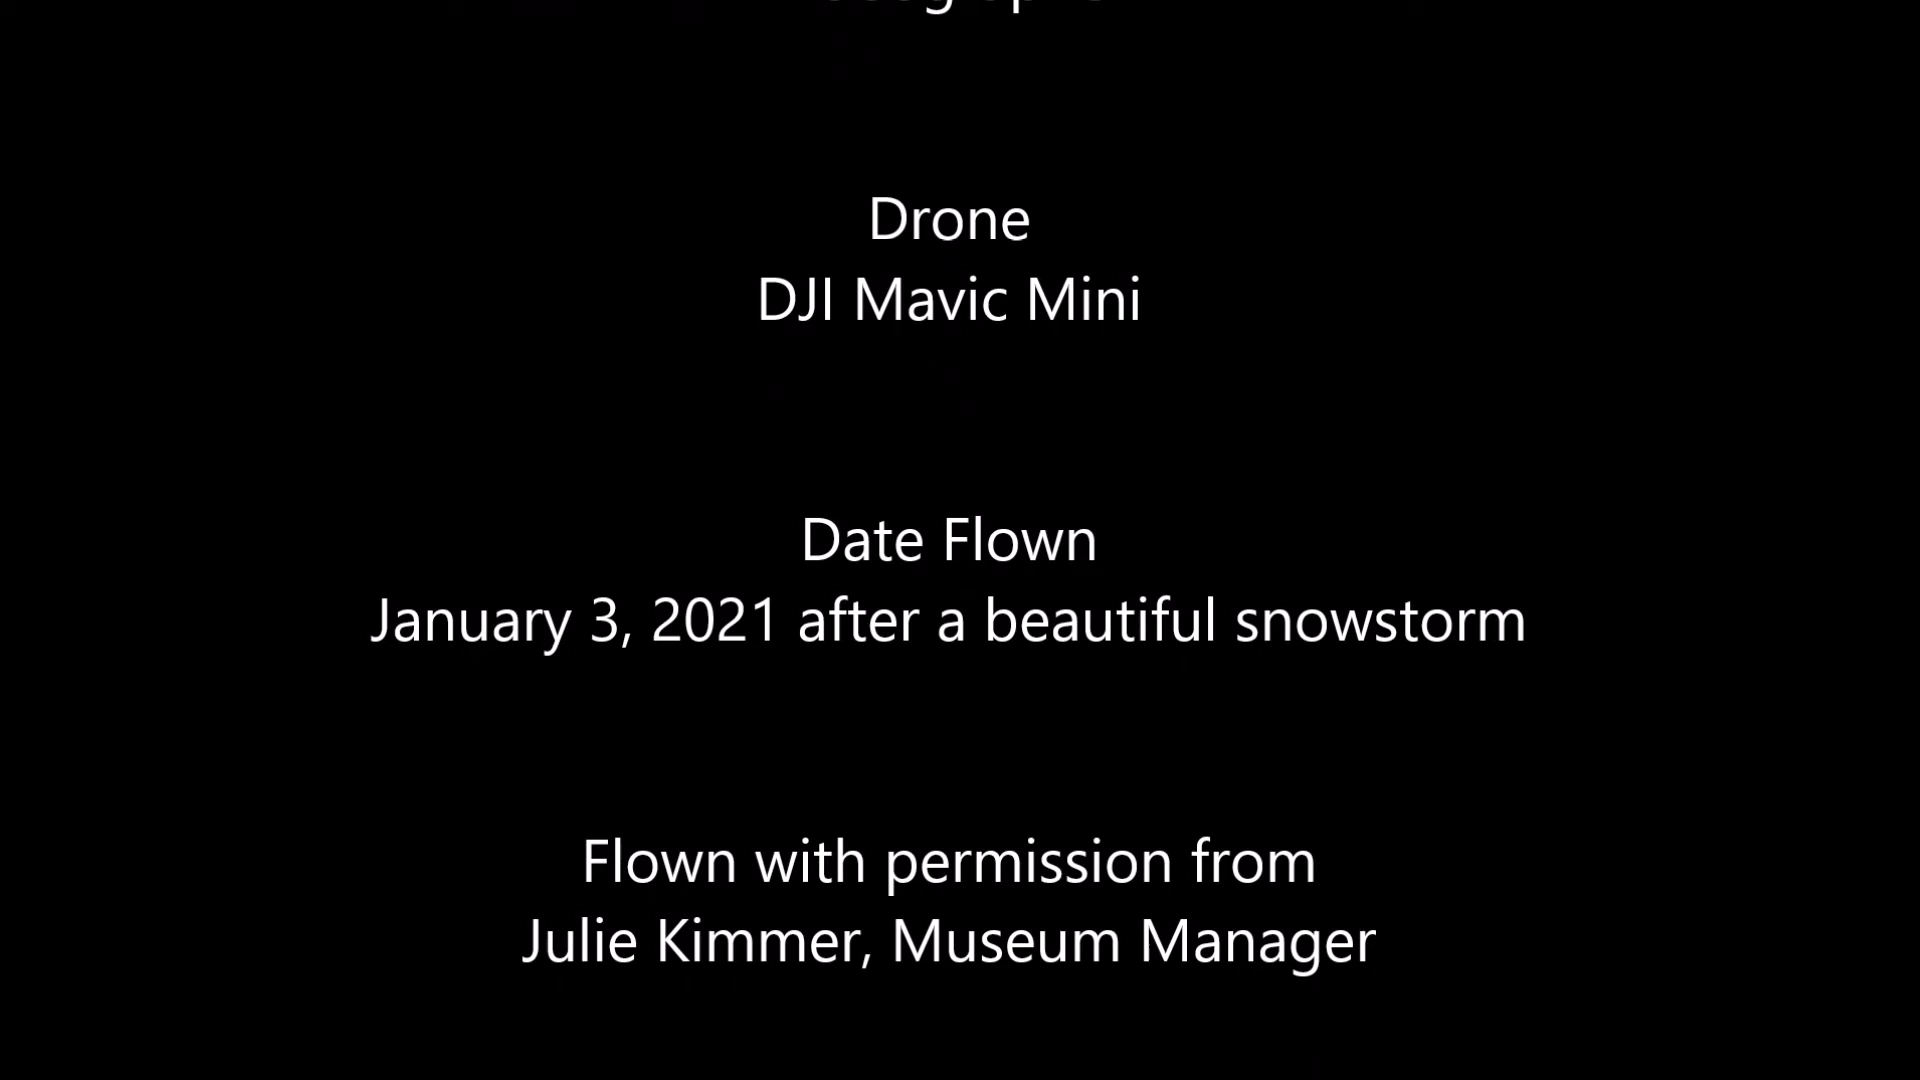 Drone
DJI Mavic Mini
Date Flown
January 3, 2021 after a beautiful snowstorm
Flown with permission from
Julie Kimmer, Museum Manager